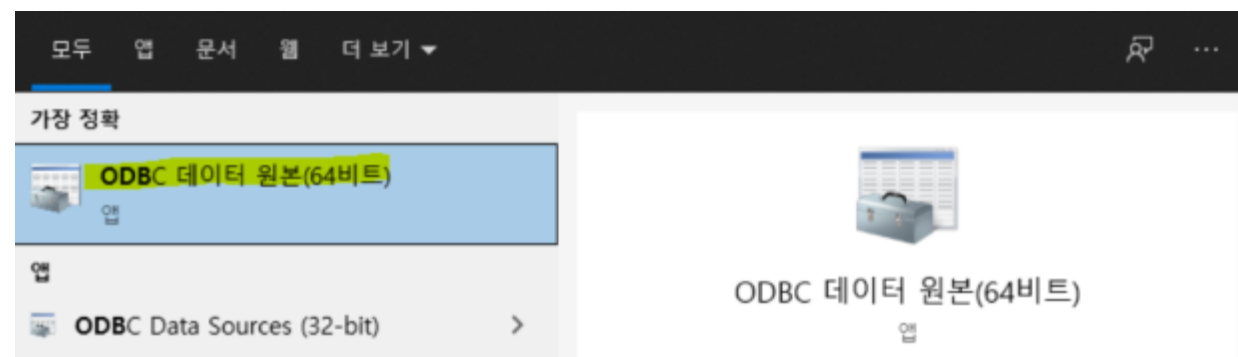 모두 앱 문서 웹 더 보기
가장 정확
ODBC 데이터 원본(64비트)
앱
앱
ODBC Data Sources (32-bit)
ODBC 데이터 원본(64비트)
앱